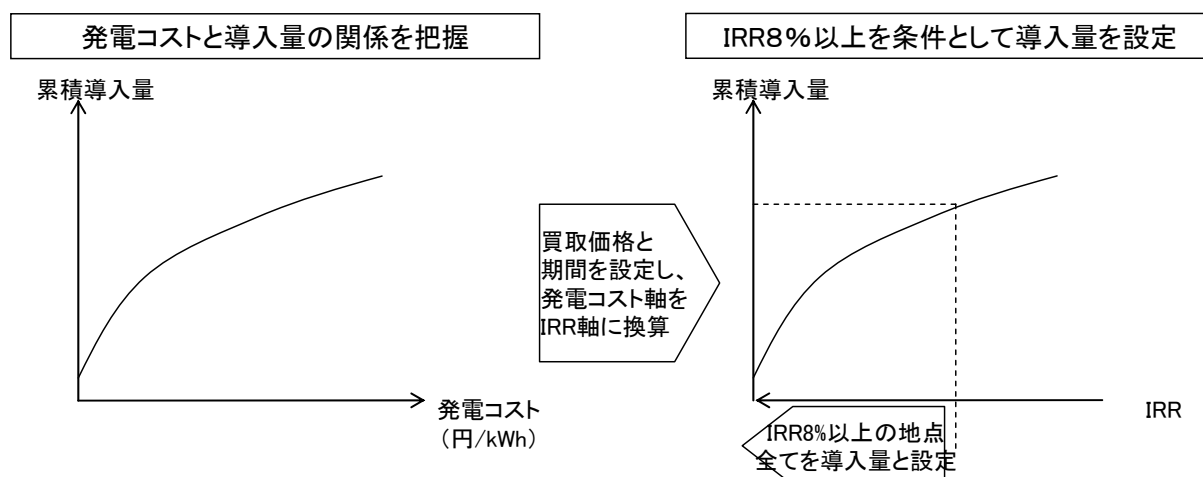 発電コストと導入量の関係を把握
累積導入量
発電コスト
(円/kWh)
買取価格と
期間を設定し、
発電コスト軸を
IRR軸に換算
IRR8%以上を条件として導入量を設定
累積導入量
IRR
IRR8%以上の地点
全てを導入量と設定